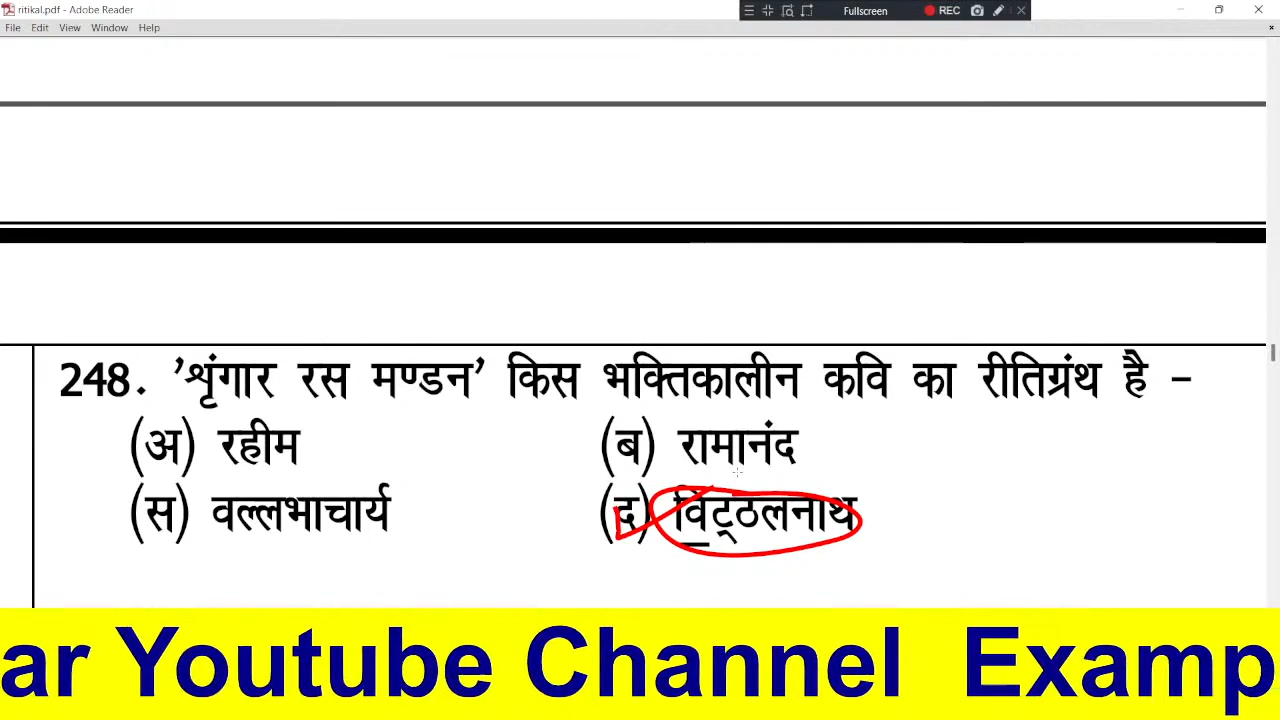 ritikal.pdf - Adobe Reader
Fullscreen REC
File Edit View Window Help
248. 'शृंगार रस मण्डन' किस भक्तिकालीन कवि का रीतिग्रंथ है -
(अ) रहीम (ब) रामानंद
(स) वल्लभाचार्य (द) विट्ठलनाथ
ar Youtube Channel Examp